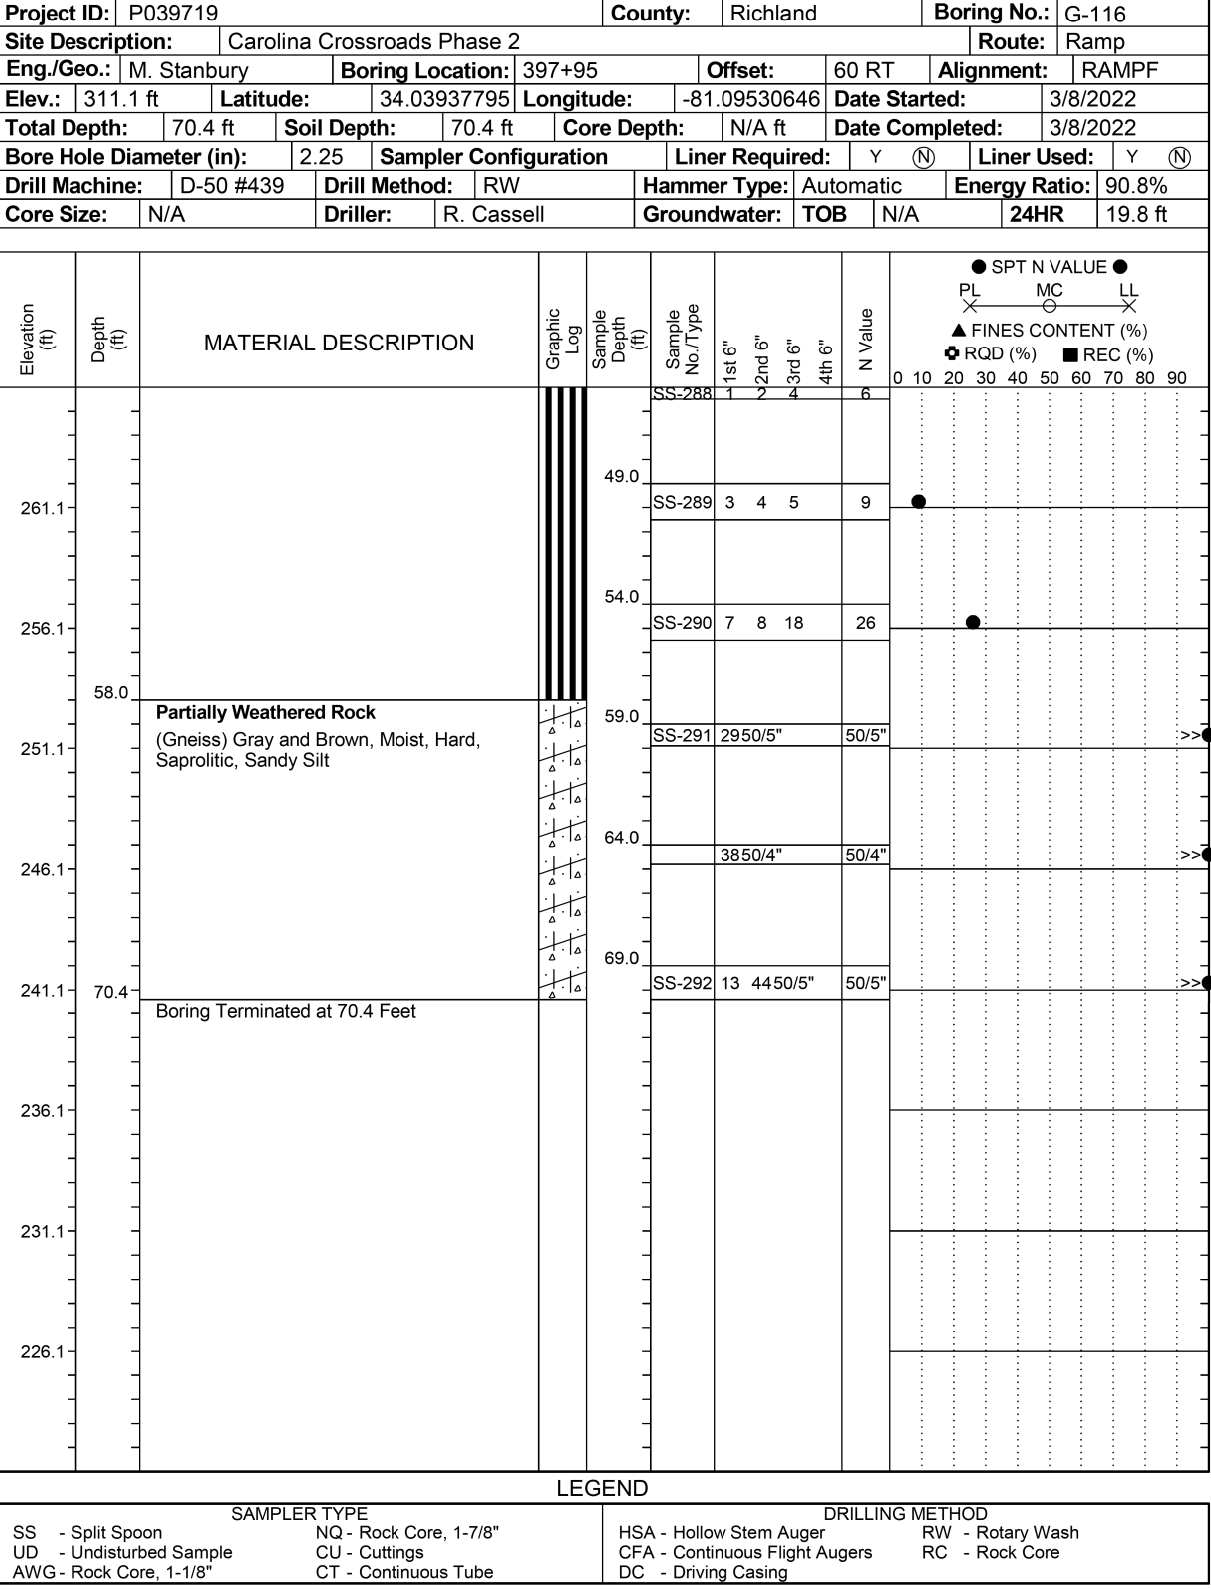 Project ID: P039719 County: Richland Boring No.: G-116
Site Description: Carolina Crossroads Phase 2 Route: Ramp
Eng./Geo.: M. Stanbury Boring Location: 397+95 Offset: 60 RT Alignment: RAMPF
Elev.: 311.1 ft Latitude: 34.03937795 Longitude: -81.09530646 Date Started: 3/8/2022
Total Depth: 70.4 ft Soil Depth: 70.4 ft Core Depth: N/A ft Date Completed: 3/8/2022
Bore Hole Diameter (in): 2.25 Sampler Configuration Liner Required: Y N Liner Used: Y N
Drill Machine: D-50 #439 Drill Method: RW Hammer Type: Automatic Energy Ratio: 90.8%
Core Size: N/A Driller: R. Cassell Groundwater: TOB N/A 24HR 19.8 ft
Elevation (ft)
Depth (ft)
MATERIAL DESCRIPTION
Graphic Log
Sample Depth (ft)
Sample No./Type
1st 6"
2nd 6"
3rd 6"
4th 6"
N Value
SPT N VALUE
PL MC LL
FINES CONTENT (%)
RQD (%) REC (%)
0 10 20 30 40 50 60 70 80 90
SS-288 1 2 4 6
49.0
261.1 SS-289 3 4 5 9
54.0
256.1 SS-290 7 8 18 26
58.0
Partially Weathered Rock
59.0
(Gneiss) Gray and Brown, Moist, Hard,
SS-291 29 50/5" 50/5" >>
251.1
Saprolitic, Sandy Silt
64.0
38 50/4" 50/4" >>
246.1
69.0
SS-292 13 44 50/5" 50/5" >>
241.1 70.4
Boring Terminated at 70.4 Feet
236.1
231.1
226.1
LEGEND
SAMPLER TYPE DRILLING METHOD
SS - Split Spoon NQ - Rock Core, 1-7/8" HSA - Hollow Stem Auger RW - Rotary Wash
UD - Undisturbed Sample CU - Cuttings CFA - Continuous Flight Augers RC - Rock Core
AWG - Rock Core, 1-1/8" CT - Continuous Tube DC - Driving Casing